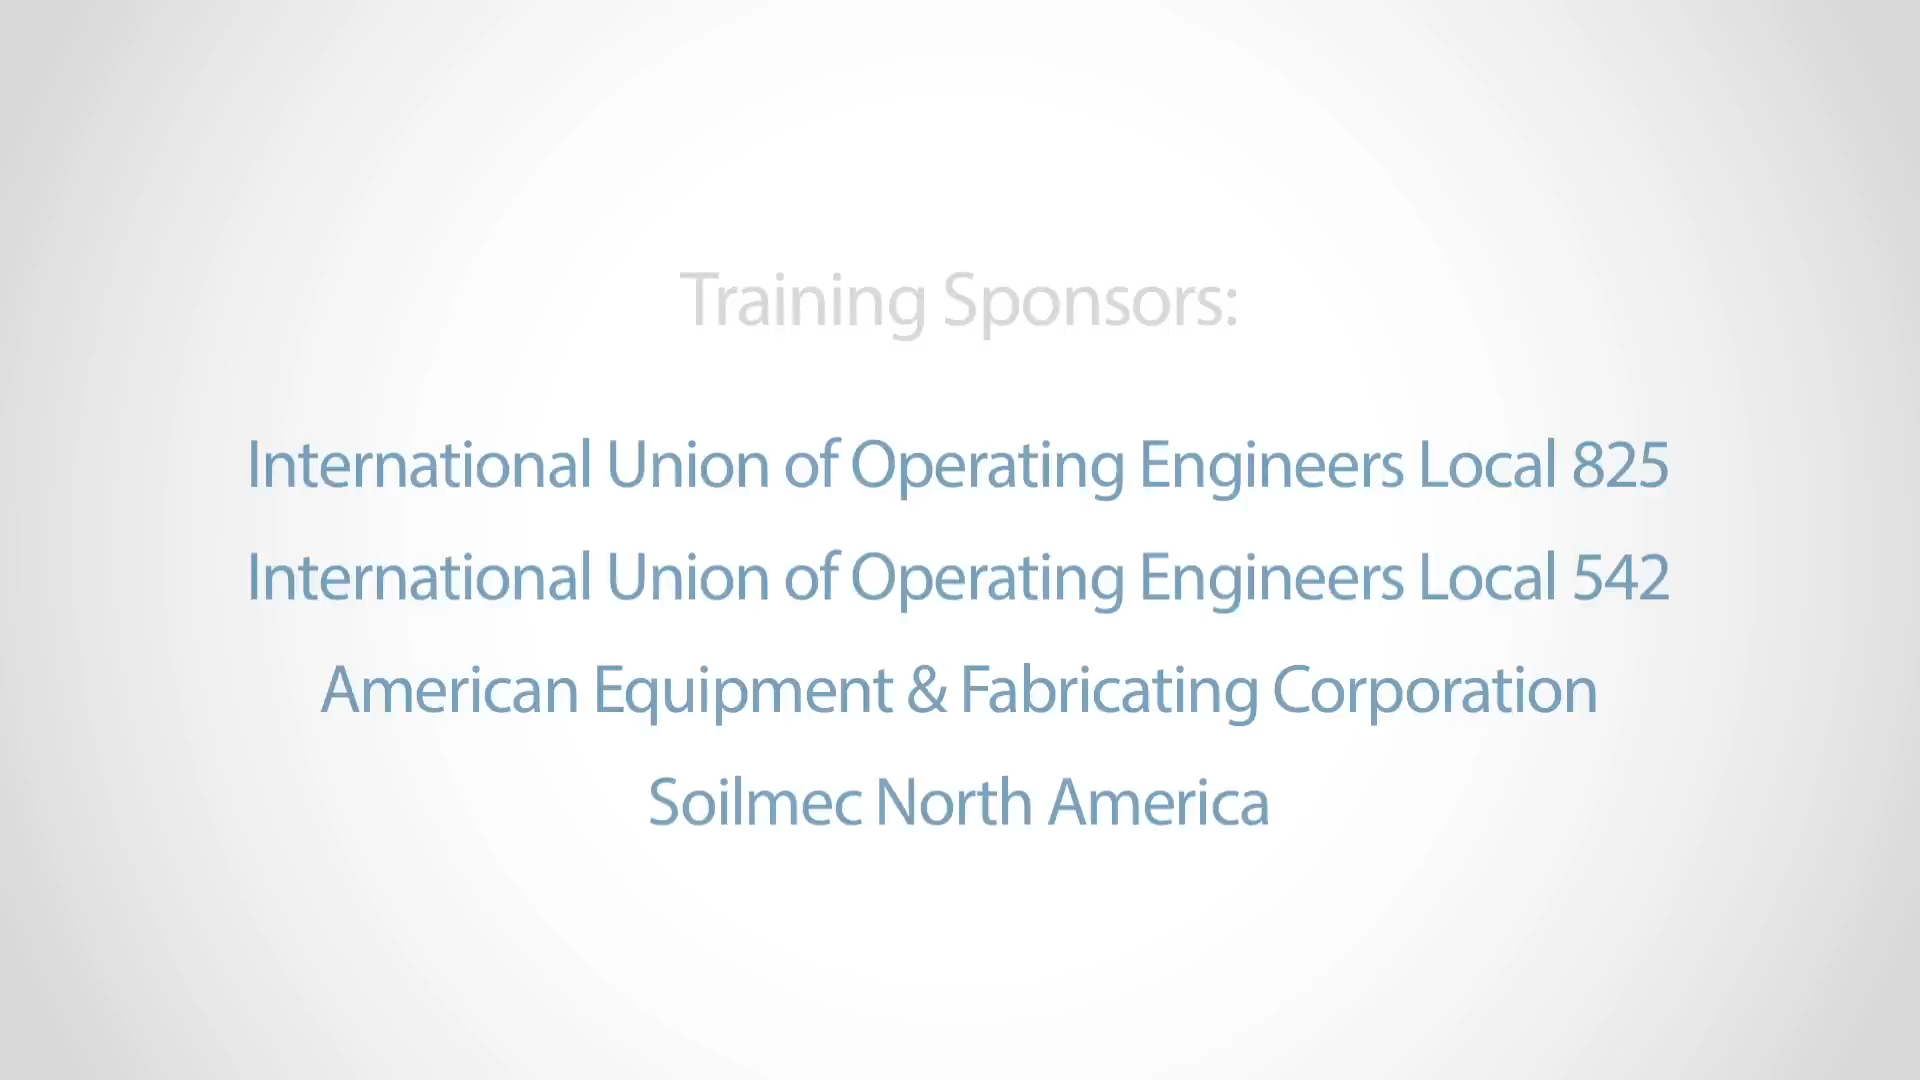 Training Sponsors:
International Union of Operating Engineers Local 825
International Union of Operating Engineers Local 542
American Equipment & Fabricating Corporation
Soilmec North America